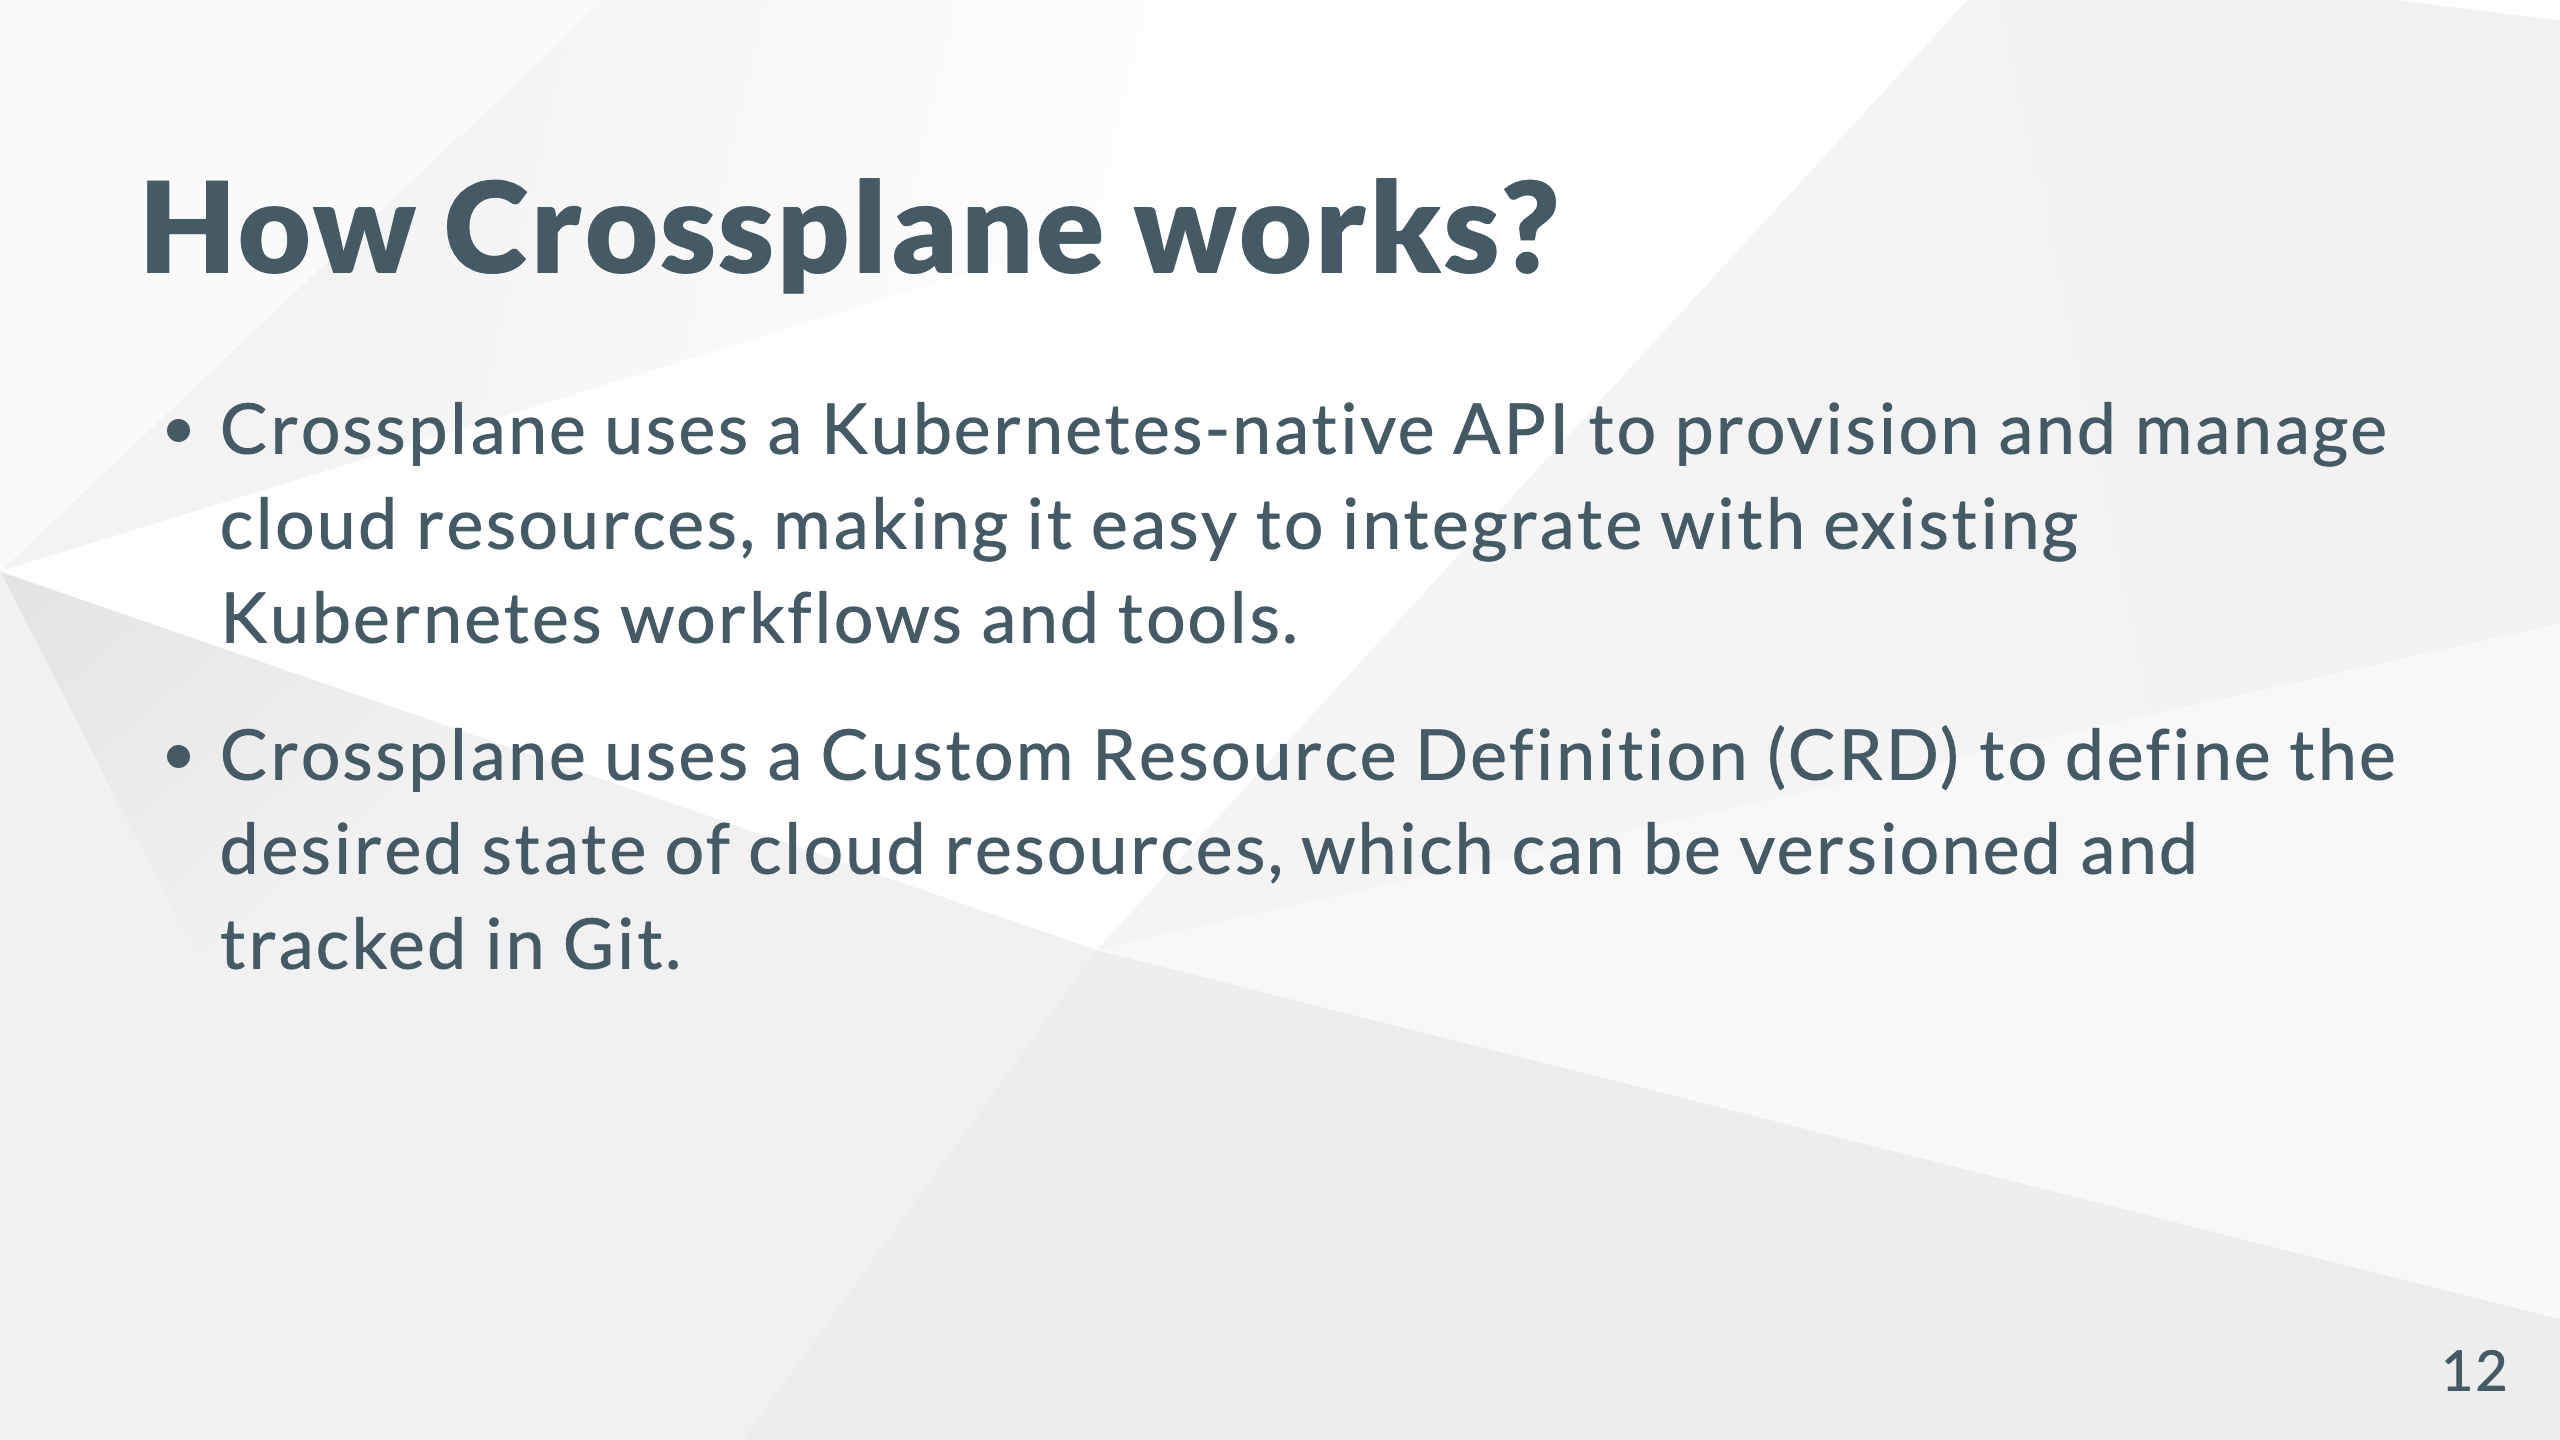 How Crossplane works?
• Crossplane uses a Kubernetes-native API to provision and manage
cloud resources, making it easy to integrate with existing
Kubernetes workflows and tools.
• Crossplane uses a Custom Resource Definition (CRD) to define the
desired state of cloud resources, which can be versioned and
tracked in Git.
12